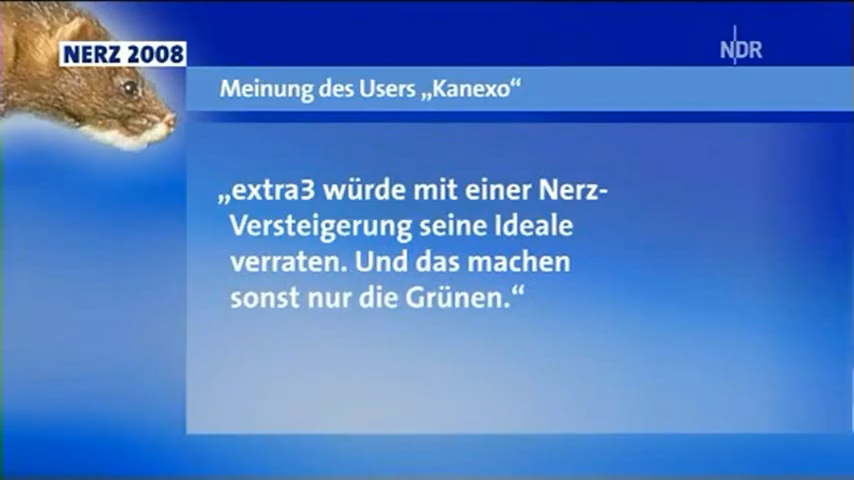 NERZ 2008
NDR
Meinung des Users „Kanexo“
„extra3 würde mit einer Nerz-
Versteigerung seine Ideale
verraten. Und das machen
sonst nur die Grünen.“